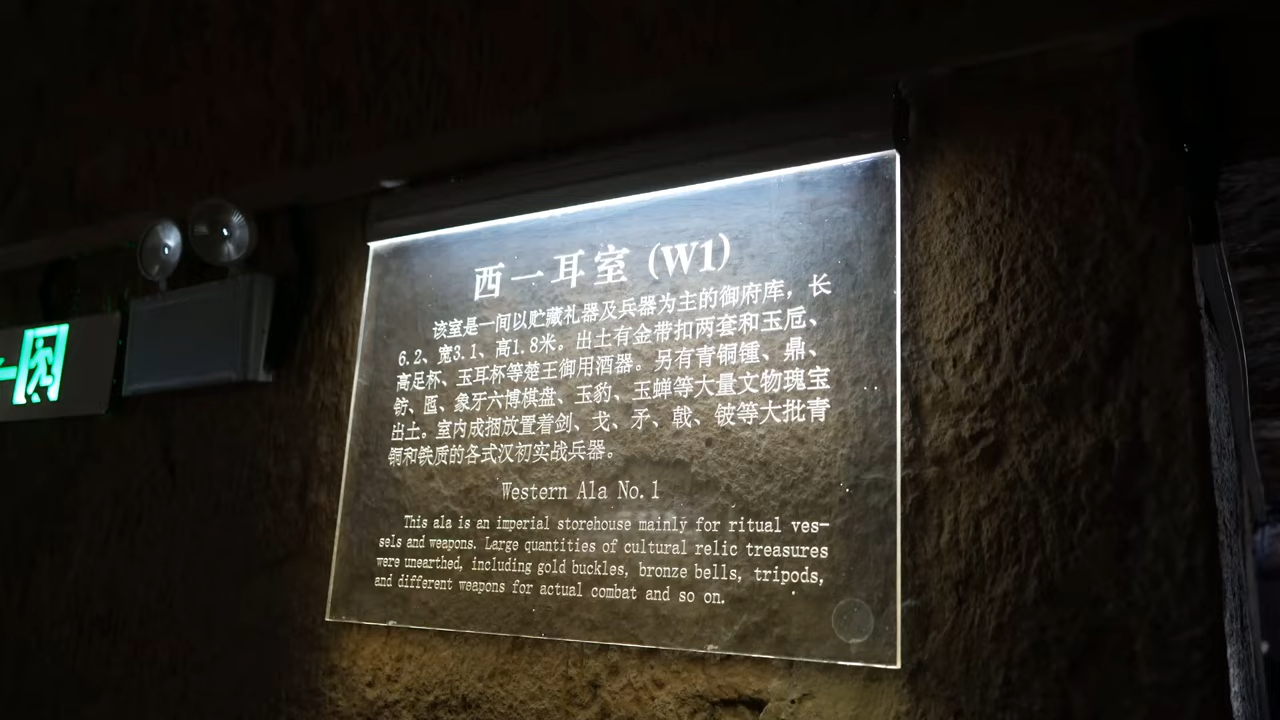 西一耳室 (W1)
该室是一间以贮藏礼器及兵器为主的御府库，长
6.2、宽3.1、高1.8米。出土有金带扣两套和玉卮、
高足杯、玉耳杯等楚王御用酒器。另有青铜锺、鼎、
钫、匜、象牙六博棋盘、玉豹、玉蝉等大量文物瑰宝
出土。室内成捆放置着剑、戈、矛、戟、铍等大批青
铜和铁质的各式汉初实战兵器。
Western Ala No.1
This ala is an imperial storehouse mainly for ritual ves-
sels and weapons. Large quantities of cultural relic treasures
were unearthed, including gold buckles, bronze bells, tripods,
and different weapons for actual combat and so on.